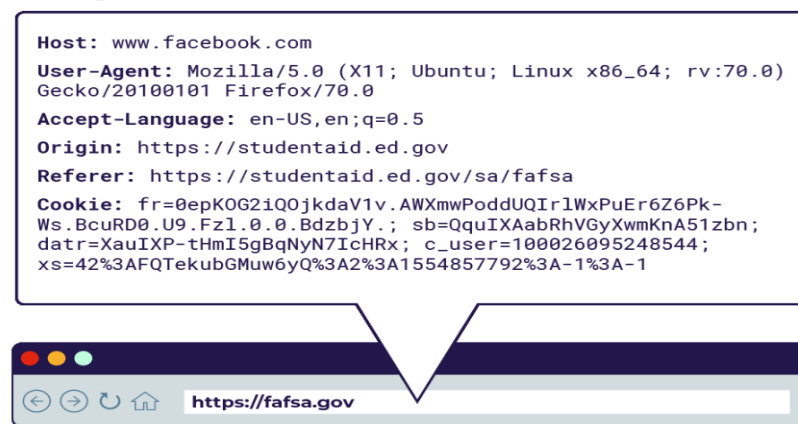 Host: www.facebook.com
User-Agent: Mozilla/5.0 (X11; Ubuntu; Linux x86_64; rv:70.0)
Gecko/20100101 Firefox/70.0
Accept-Language: en-US,en;q=0.5
Origin: https://studentaid.ed.gov
Referer: https://studentaid.ed.gov/sa/fafsa
Cookie: fr=0epKOG2iQOjkdaV1v.AWXmwPoddUQIrlWxPuEr6Z6Pk-
Ws.BcuRD0.U9.Fzl.0.0.BdzbjY.; sb=QquIXAabRhVGyXwmKnA51zbn;
datr=XauIXP-tHmI5gBqNyN7IcHRx; c_user=100026095248544;
xs=42%3AFQTekubGMuw6yQ%3A2%3A1554857792%3A-1%3A-1
https://fafsa.gov